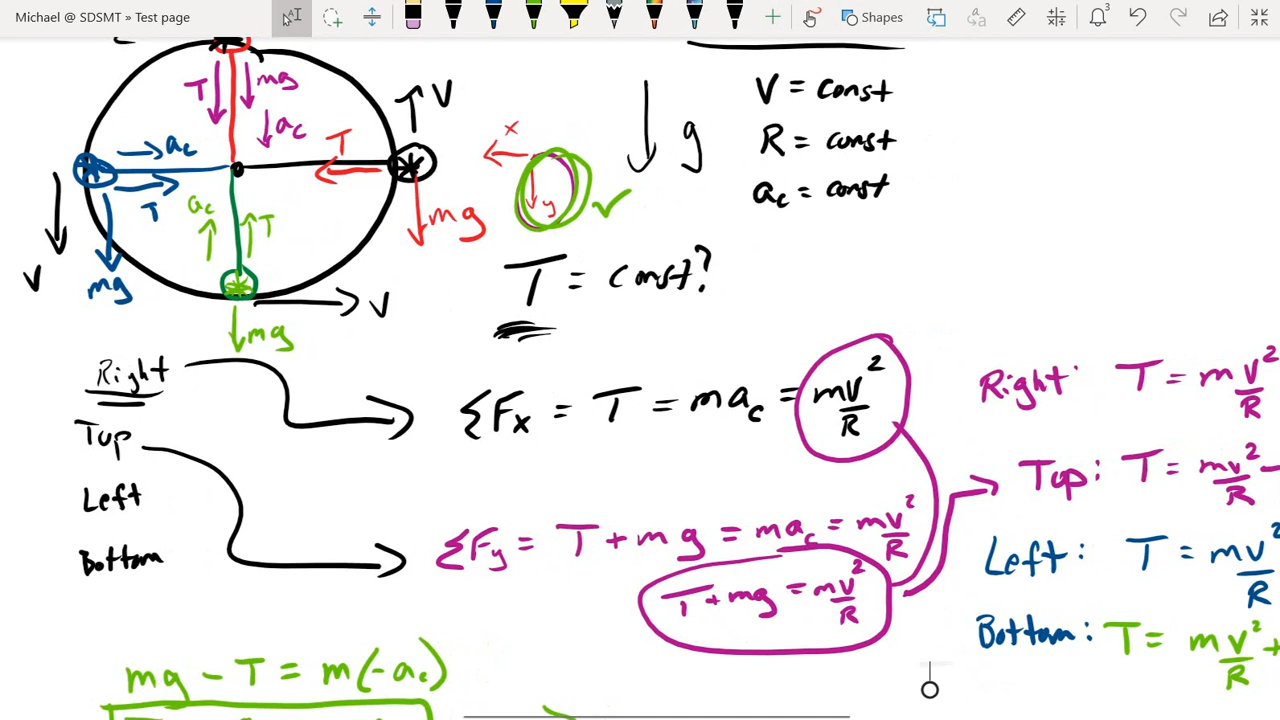 Michael @ SDSMT » Test page
Shapes
3
T
mg
ac
V
ac
T
T
mg
x
y
g
V = const
R = const
ac = const
V
mg
ac
T
V
mg
T = const?
Right
ΣFx = T = mac = mv²/R
Right: T = m v²/R
Top
Top: T = mv²/R -
Left
ΣFy = T + mg = mac = mv²/R
Left: T = mv²/R
Bottom
T + mg = mv²/R
Bottom: T = mv²/R +
mg - T = m(-ac)